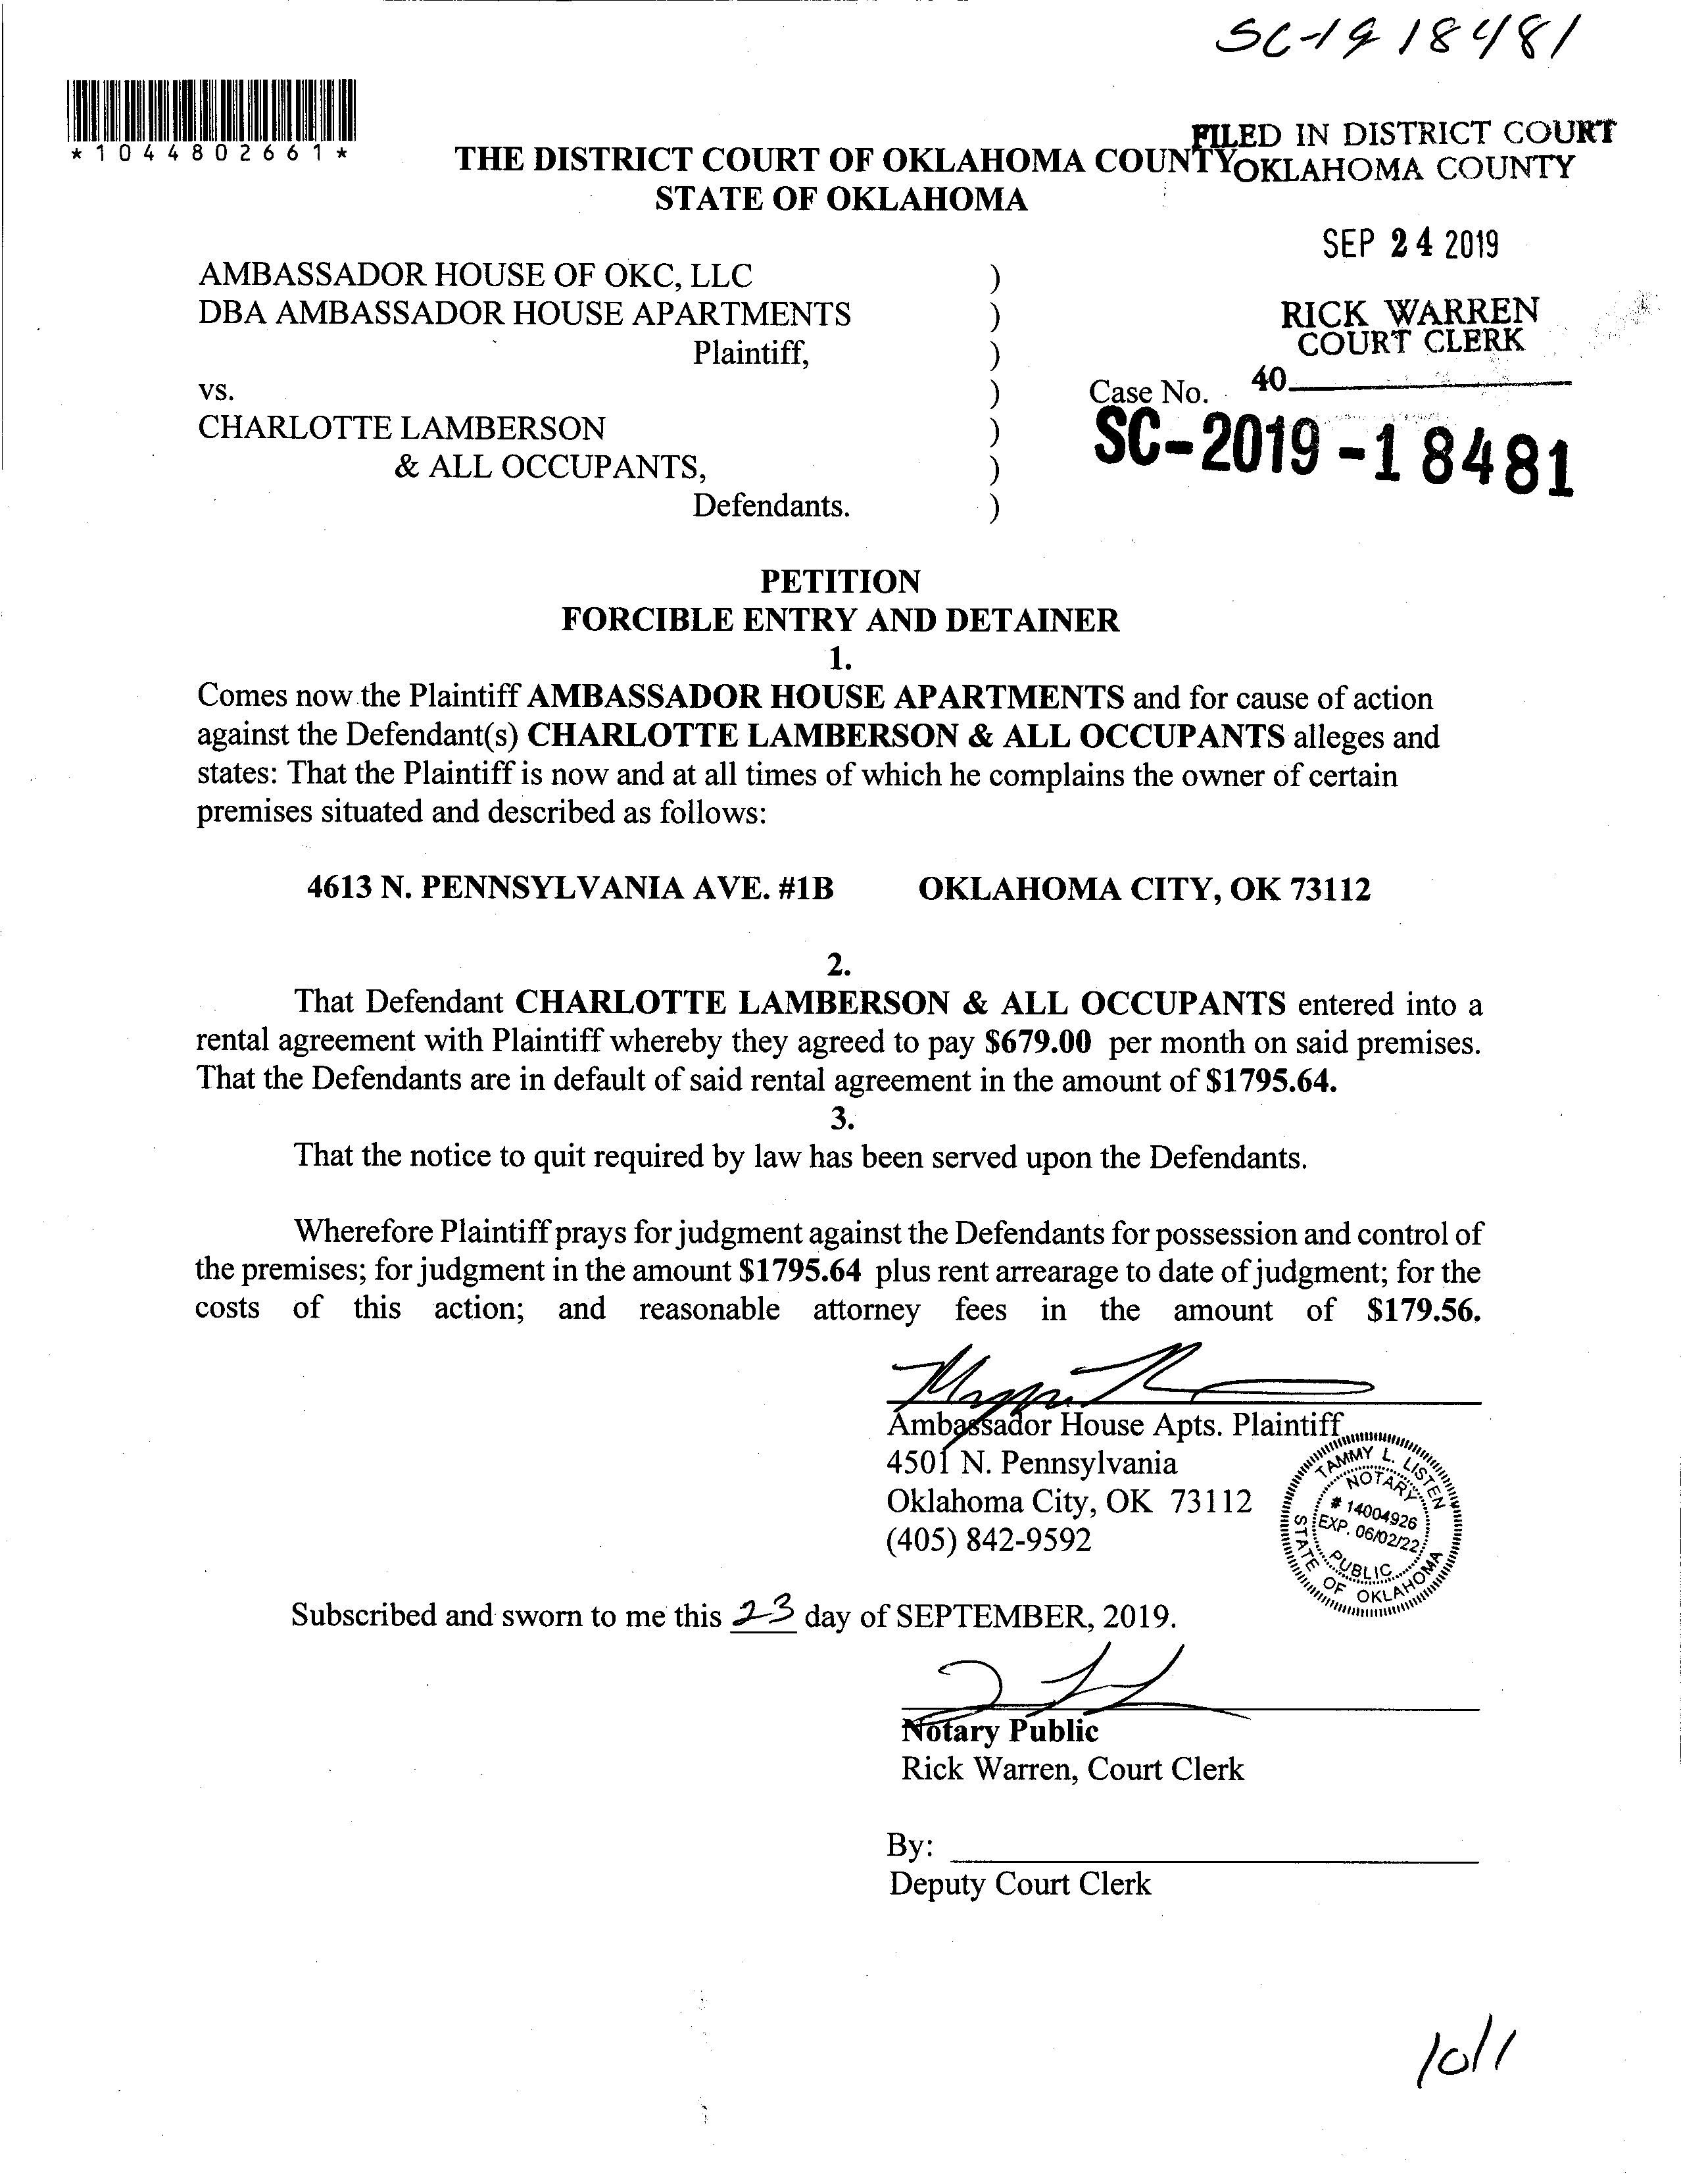 SC-19 18481
*1044802661*
FILED IN DISTRICT COURT
OKLAHOMA COUNTY
THE DISTRICT COURT OF OKLAHOMA COUNTY
STATE OF OKLAHOMA
SEP 24 2019
AMBASSADOR HOUSE OF OKC, LLC )
DBA AMBASSADOR HOUSE APARTMENTS )
RICK WARREN
COURT CLERK
Plaintiff, )
40
vs. ) Case No.
CHARLOTTE LAMBERSON )
SC-2019-18481
& ALL OCCUPANTS, )
Defendants. )
PETITION
FORCIBLE ENTRY AND DETAINER
1.
Comes now the Plaintiff AMBASSADOR HOUSE APARTMENTS and for cause of action
against the Defendant(s) CHARLOTTE LAMBERSON & ALL OCCUPANTS alleges and
states: That the Plaintiff is now and at all times of which he complains the owner of certain
premises situated and described as follows:
4613 N. PENNSYLVANIA AVE. #1B OKLAHOMA CITY, OK 73112
2.
That Defendant CHARLOTTE LAMBERSON & ALL OCCUPANTS entered into a
rental agreement with Plaintiff whereby they agreed to pay $679.00 per month on said premises.
That the Defendants are in default of said rental agreement in the amount of $1795.64.
3.
That the notice to quit required by law has been served upon the Defendants.
Wherefore Plaintiff prays for judgment against the Defendants for possession and control of
the premises; for judgment in the amount $1795.64 plus rent arrearage to date of judgment; for the
costs of this action; and reasonable attorney fees in the amount of $179.56.
Ambassador House Apts. Plaintiff
4501 N. Pennsylvania
Oklahoma City, OK 73112
(405) 842-9592
TAMMY L. LISTEN
NOTARY
# 14004926
EXP. 06/02/22
PUBLIC
STATE OF OKLAHOMA
Subscribed and sworn to me this 23 day of SEPTEMBER, 2019.
Notary Public
Rick Warren, Court Clerk
By:
Deputy Court Clerk
10/1